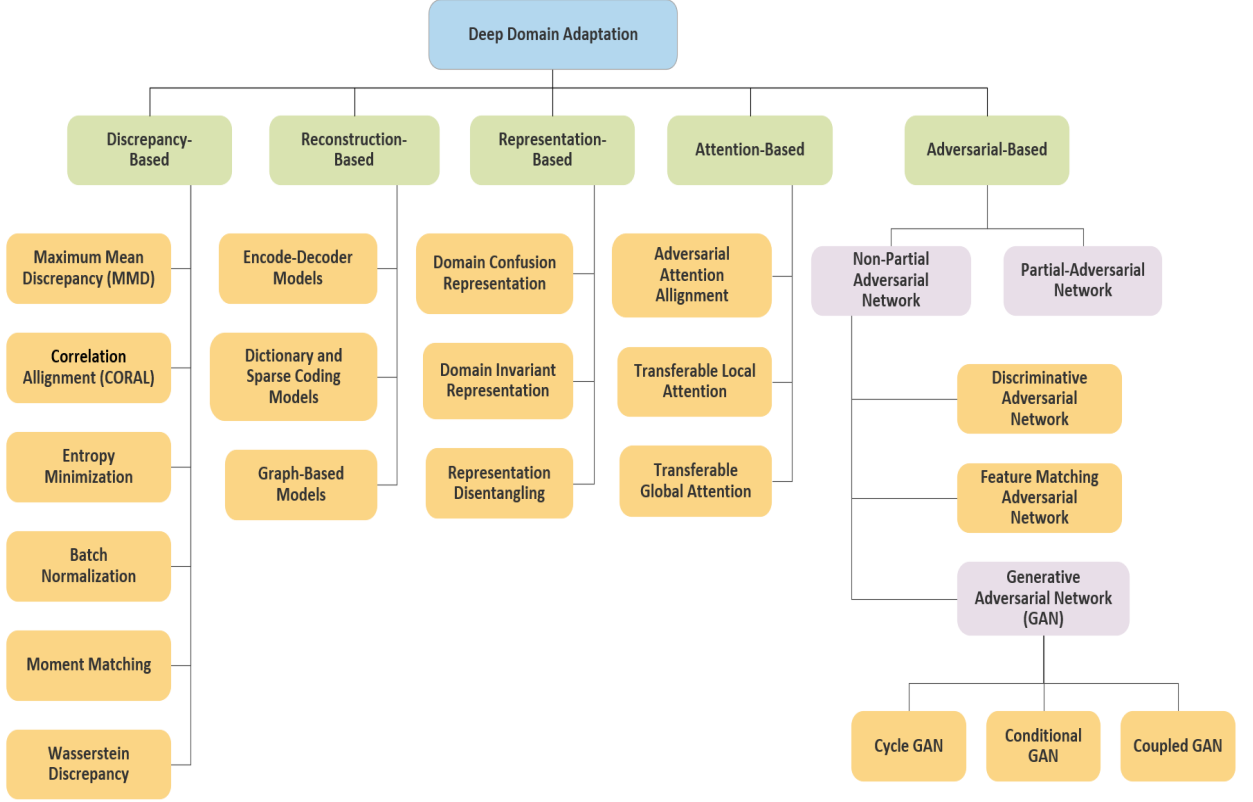 Deep Domain Adaptation
Discrepancy-
Based
Reconstruction-
Based
Representation-
Based
Attention-Based
Adversarial-Based
Maximum Mean
Discrepancy (MMD)
Correlation
Allignment (CORAL)
Entropy
Minimization
Batch
Normalization
Moment Matching
Wasserstein
Discrepancy
Encode-Decoder
Models
Dictionary and
Sparse Coding
Models
Graph-Based
Models
Domain Confusion
Representation
Domain Invariant
Representation
Representation
Disentangling
Adversarial
Attention
Allignment
Transferable Local
Attention
Transferable
Global Attention
Non-Partial
Adversarial
Network
Partial-Adversarial
Network
Discriminative
Adversarial
Network
Feature Matching
Adversarial
Network
Generative
Adversarial Network
(GAN)
Cycle GAN
Conditional
GAN
Coupled GAN